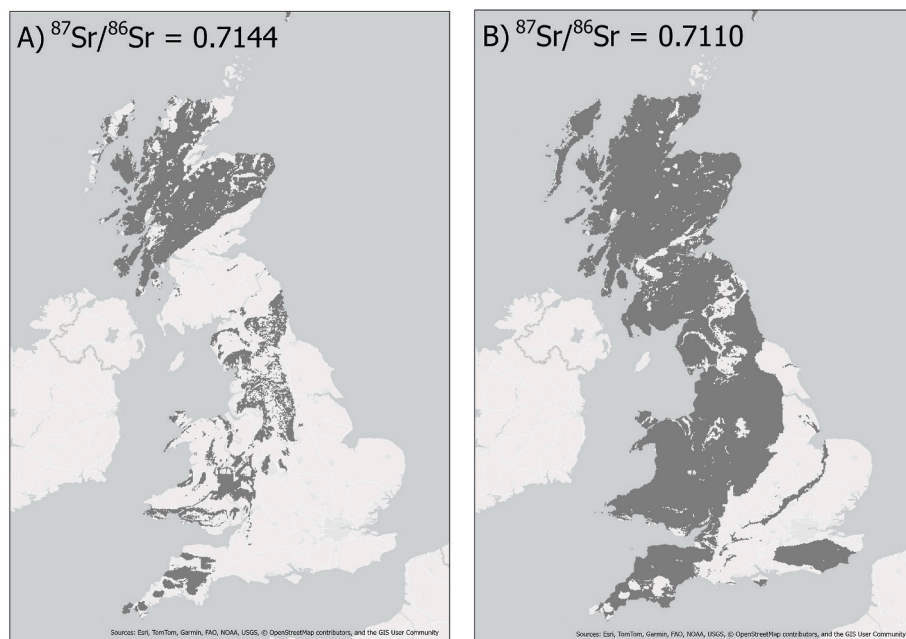 A) ⁸⁷Sr/⁸⁶Sr = 0.7144
Sources: Esri, TomTom, Garmin, FAO, NOAA, USGS, © OpenStreetMap contributors, and the GIS User Community
B) ⁸⁷Sr/⁸⁶Sr = 0.7110
Sources: Esri, TomTom, Garmin, FAO, NOAA, USGS, © OpenStreetMap contributors, and the GIS User Community